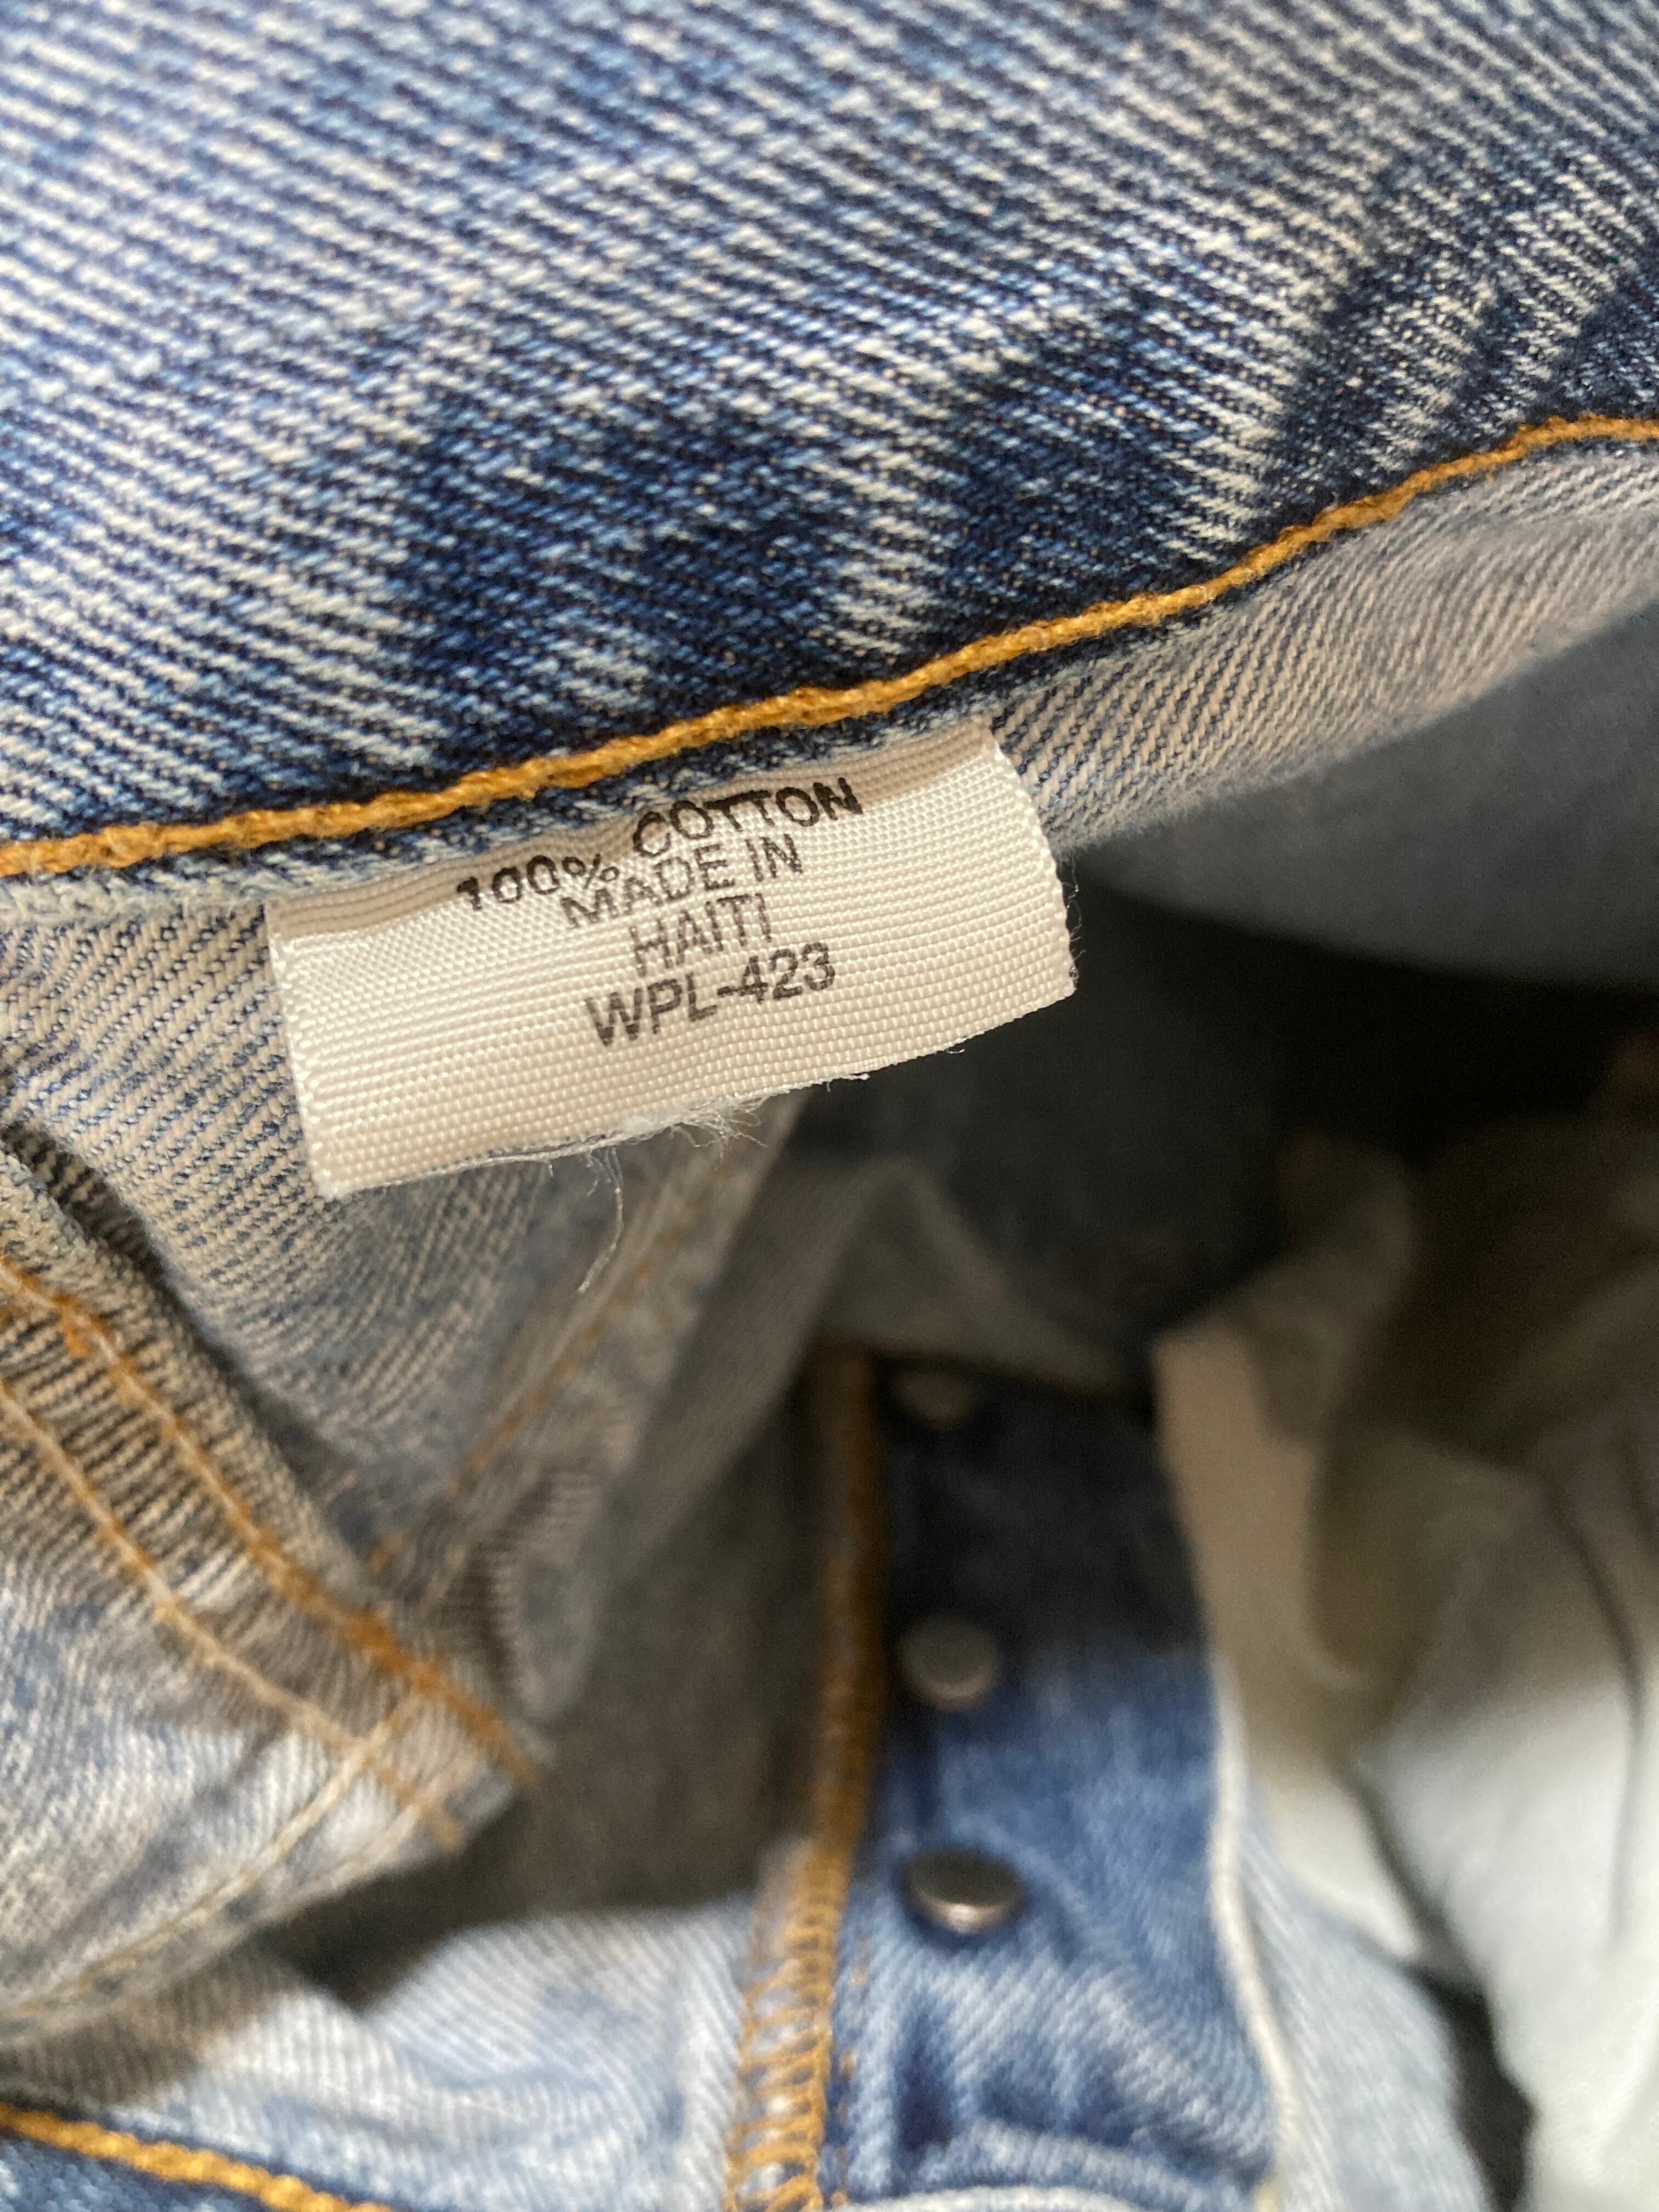 100% COTTON
MADE IN
HAITI
WPL-423